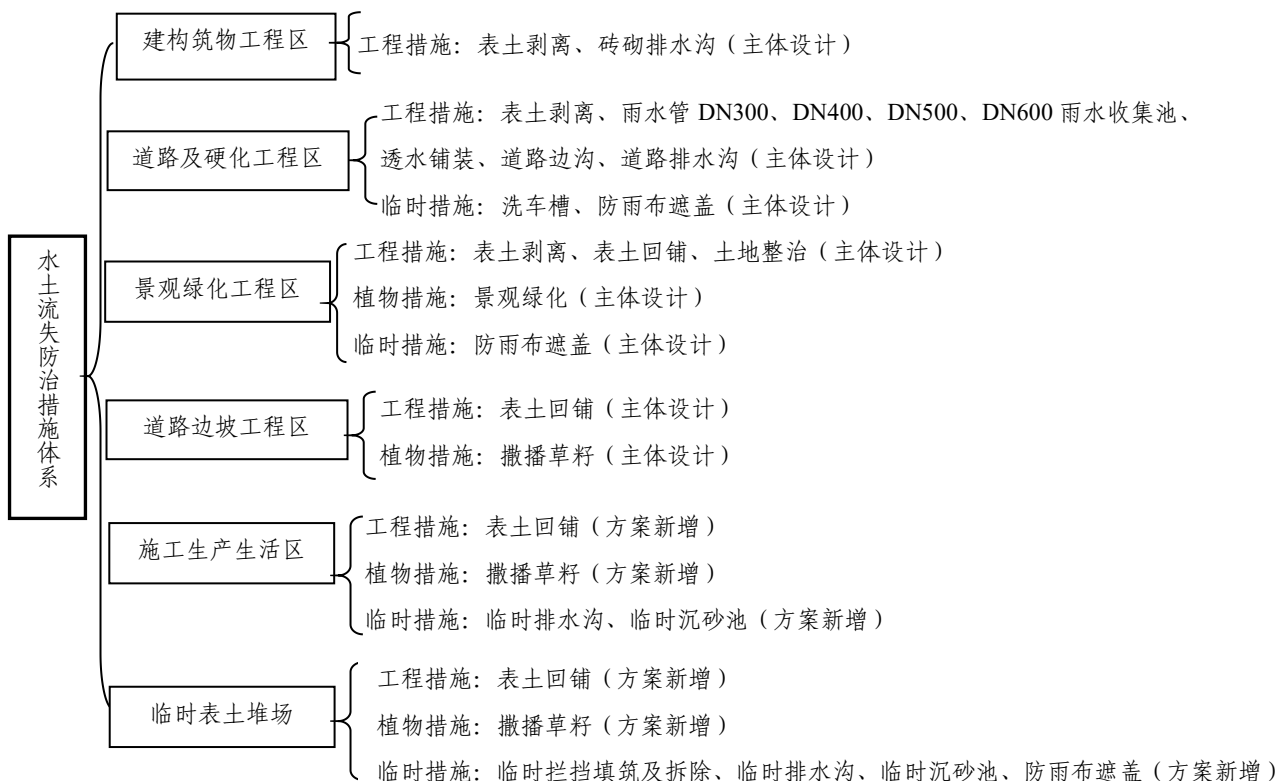 水土流失防治措施体系
建构筑物工程区
工程措施：表土剥离、砖砌排水沟（主体设计）
道路及硬化工程区
工程措施：表土剥离、雨水管 DN300、DN400、DN500、DN600 雨水收集池、
透水铺装、道路边沟、道路排水沟（主体设计）
临时措施：洗车槽、防雨布遮盖（主体设计）
景观绿化工程区
工程措施：表土剥离、表土回铺、土地整治（主体设计）
植物措施：景观绿化（主体设计）
临时措施：防雨布遮盖（主体设计）
道路边坡工程区
工程措施：表土回铺（主体设计）
植物措施：撒播草籽（主体设计）
施工生产生活区
工程措施：表土回铺（方案新增）
植物措施：撒播草籽（方案新增）
临时措施：临时排水沟、临时沉砂池（方案新增）
临时表土堆场
工程措施：表土回铺（方案新增）
植物措施：撒播草籽（方案新增）
临时措施：临时拦挡填筑及拆除、临时排水沟、临时沉砂池、防雨布遮盖（方案新增）